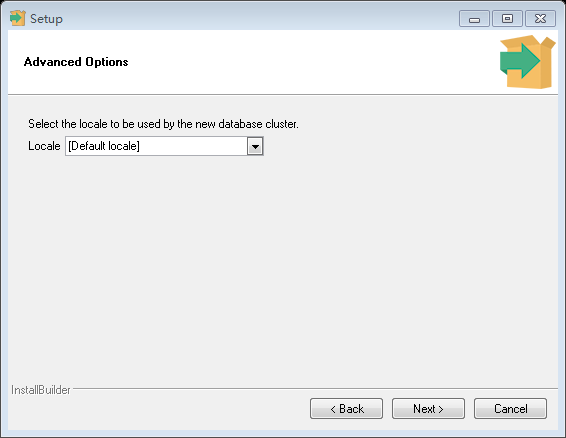 Setup
Advanced Options
Select the locale to be used by the new database cluster.
Locale [Default locale]
InstallBuilder
< Back Next > Cancel